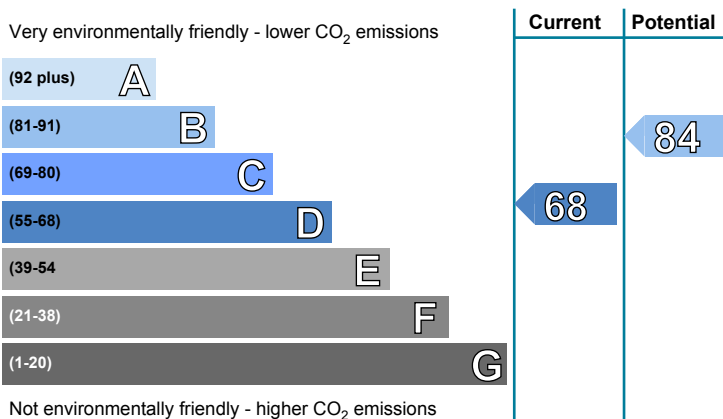 Current Potential
Very environmentally friendly - lower CO2 emissions
(92 plus) A
(81-91) B
84
(69-80) C
(55-68) D
68
(39-54 E
(21-38) F
(1-20) G
Not environmentally friendly - higher CO2 emissions